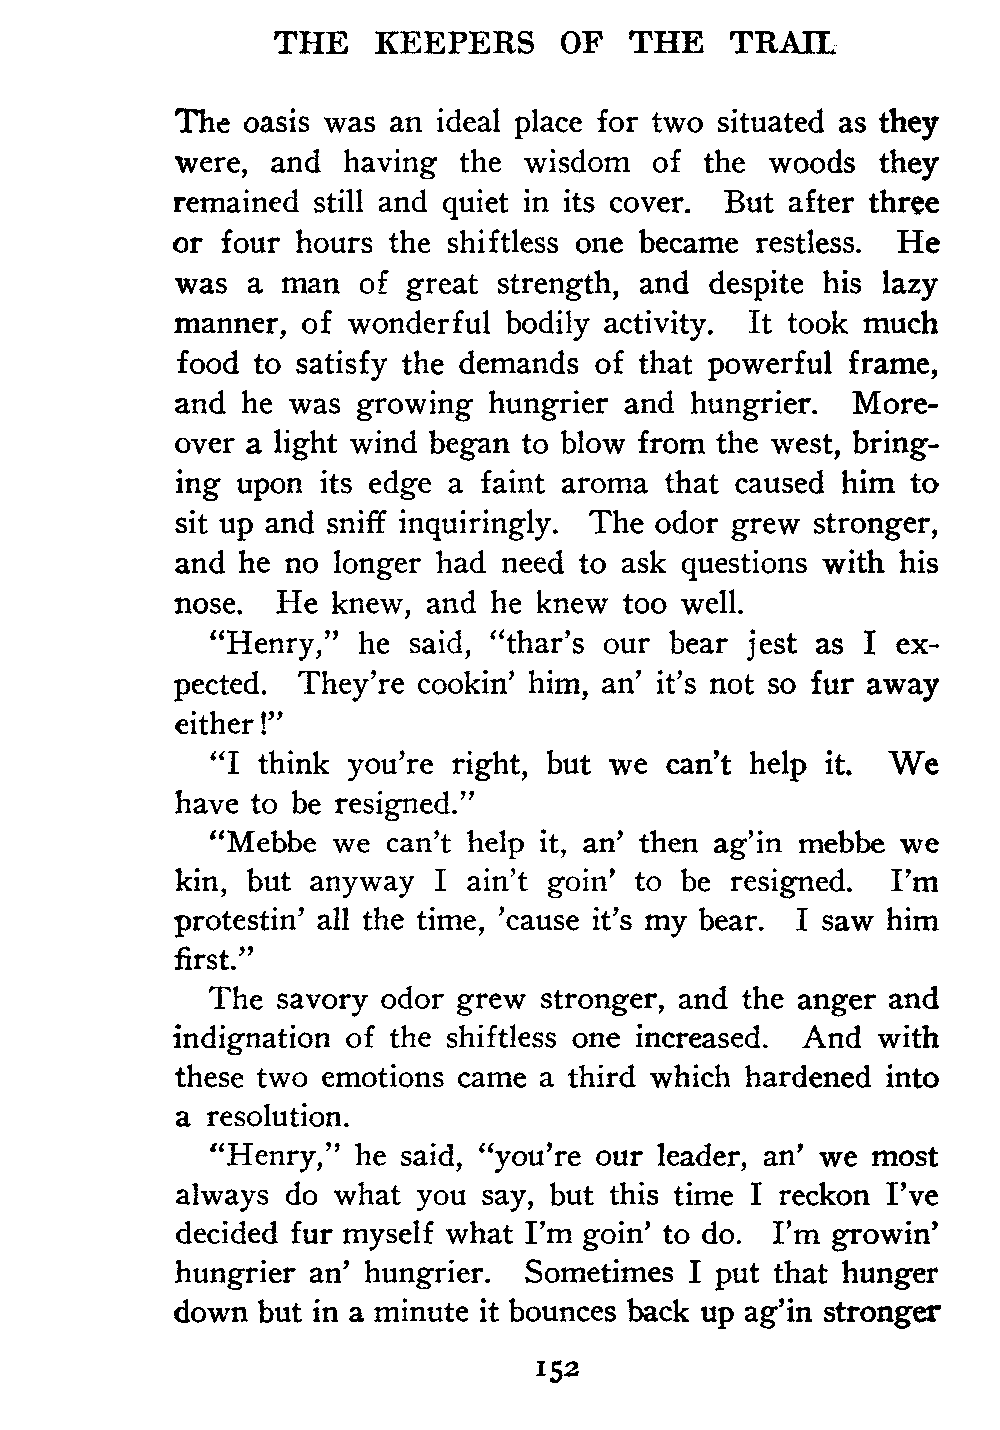 THE KEEPERS OF THE TRAIL
The oasis was an ideal place for two situated as they
were, and having the wisdom of the woods they
remained still and quiet in its cover. But after three
or four hours the shiftless one became restless. He
was a man of great strength, and despite his lazy
manner, of wonderful bodily activity. It took much
food to satisfy the demands of that powerful frame,
and he was growing hungrier and hungrier. More-
over a light wind began to blow from the west, bring-
ing upon its edge a faint aroma that caused him to
sit up and sniff inquiringly. The odor grew stronger,
and he no longer had need to ask questions with his
nose. He knew, and he knew too well.
“Henry,” he said, “thar’s our bear jest as I ex-
pected. They’re cookin’ him, an’ it’s not so fur away
either!”
“I think you’re right, but we can’t help it. We
have to be resigned.”
“Mebbe we can’t help it, an’ then ag’in mebbe we
kin, but anyway I ain’t goin’ to be resigned. I’m
protestin’ all the time, ’cause it’s my bear. I saw him
first.”
The savory odor grew stronger, and the anger and
indignation of the shiftless one increased. And with
these two emotions came a third which hardened into
a resolution.
“Henry,” he said, “you’re our leader, an’ we most
always do what you say, but this time I reckon I’ve
decided fur myself what I’m goin’ to do. I’m growin’
hungrier an’ hungrier. Sometimes I put that hunger
down but in a minute it bounces back up ag’in stronger
152